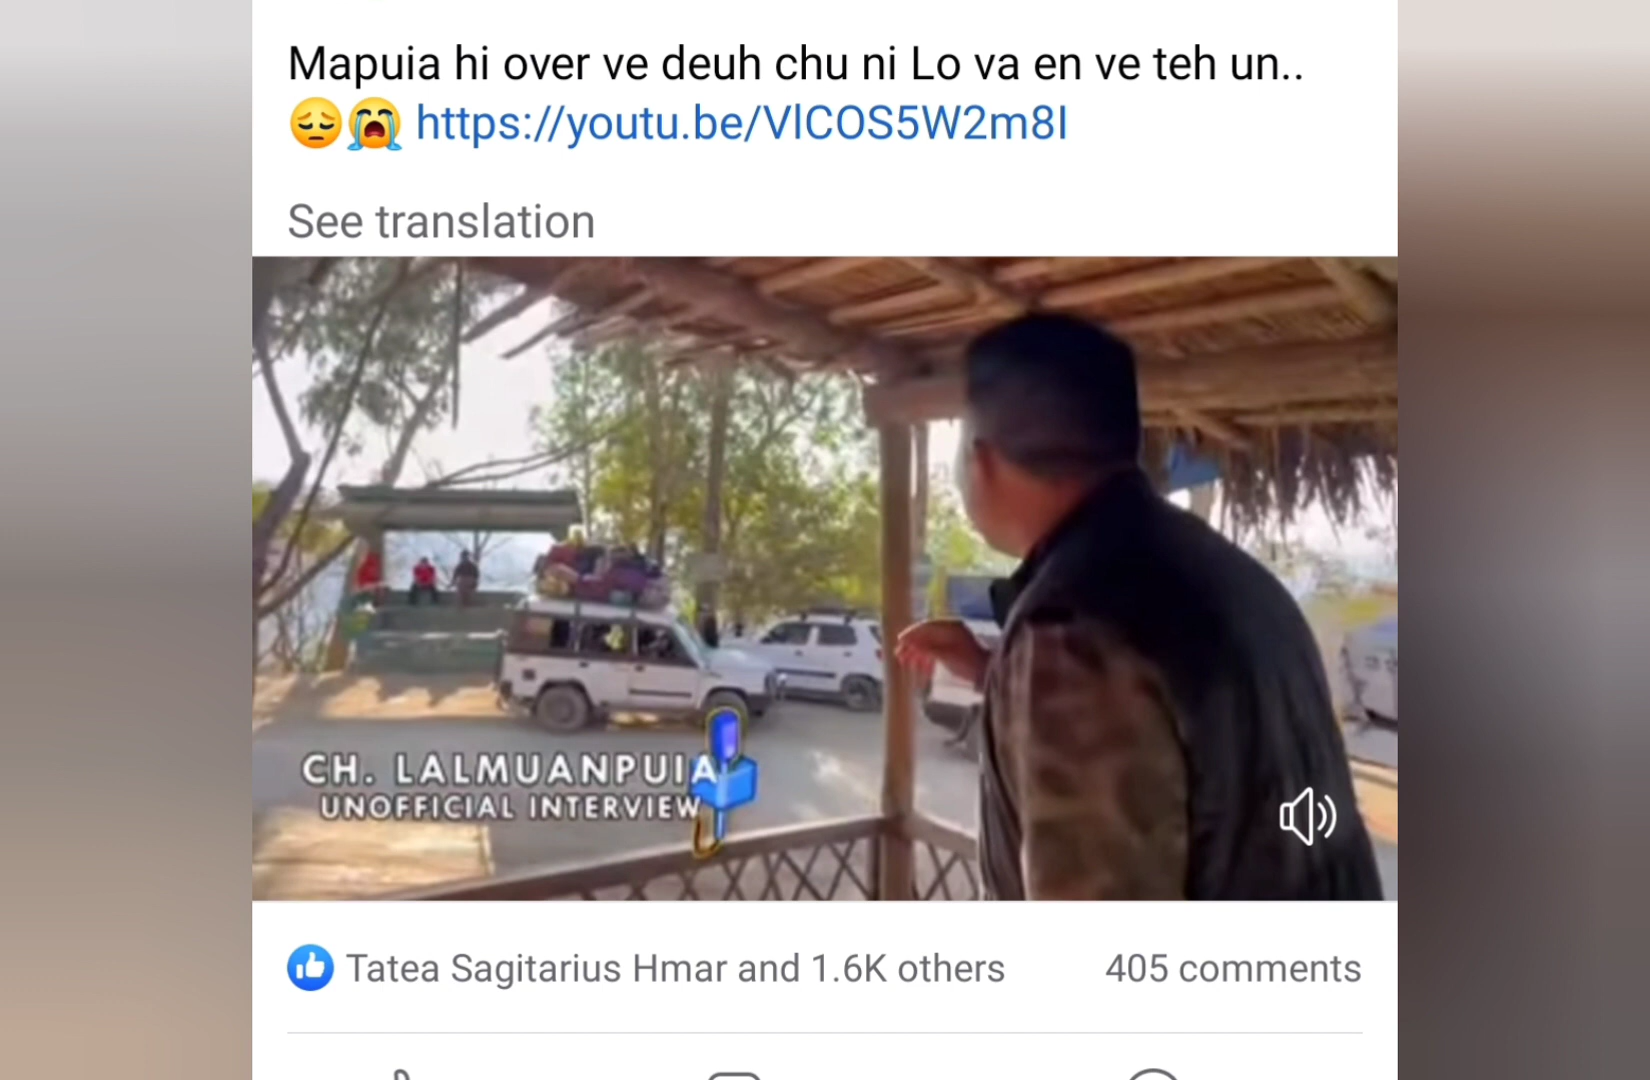 Mapuia hi over ve deuh chu ni Lo va en ve teh un..
😔😭 https://youtu.be/VlCOS5W2m8I
See translation
CH. LALMUANPUIA
UNOFFICIAL INTERVIEW
Tatea Sagitarius Hmar and 1.6K others
405 comments